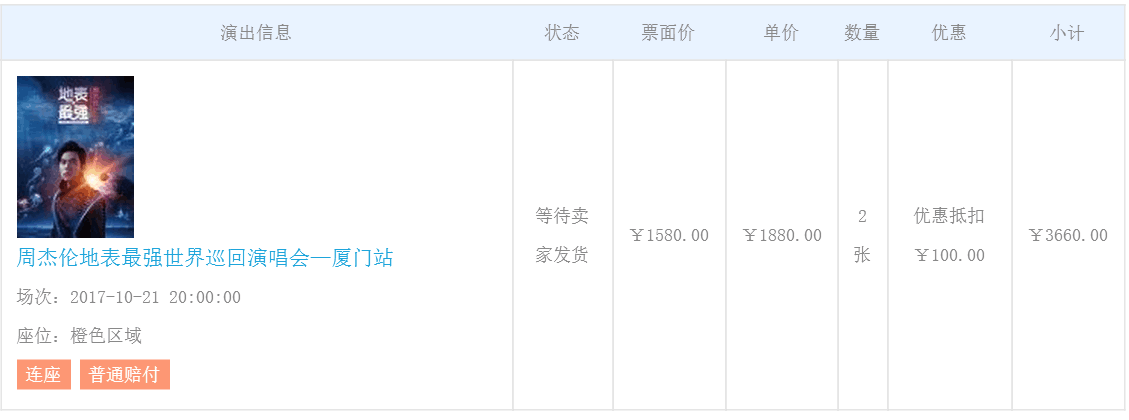 演出信息 状态 票面价 单价 数量 优惠 小计
地表
最强
周杰伦地表最强世界巡回演唱会—厦门站
场次：2017-10-21 20:00:00
座位：橙色区域
连座 普通赔付
等待卖
家发货
￥1580.00
￥1880.00
2
张
优惠抵扣
￥100.00
￥3660.00